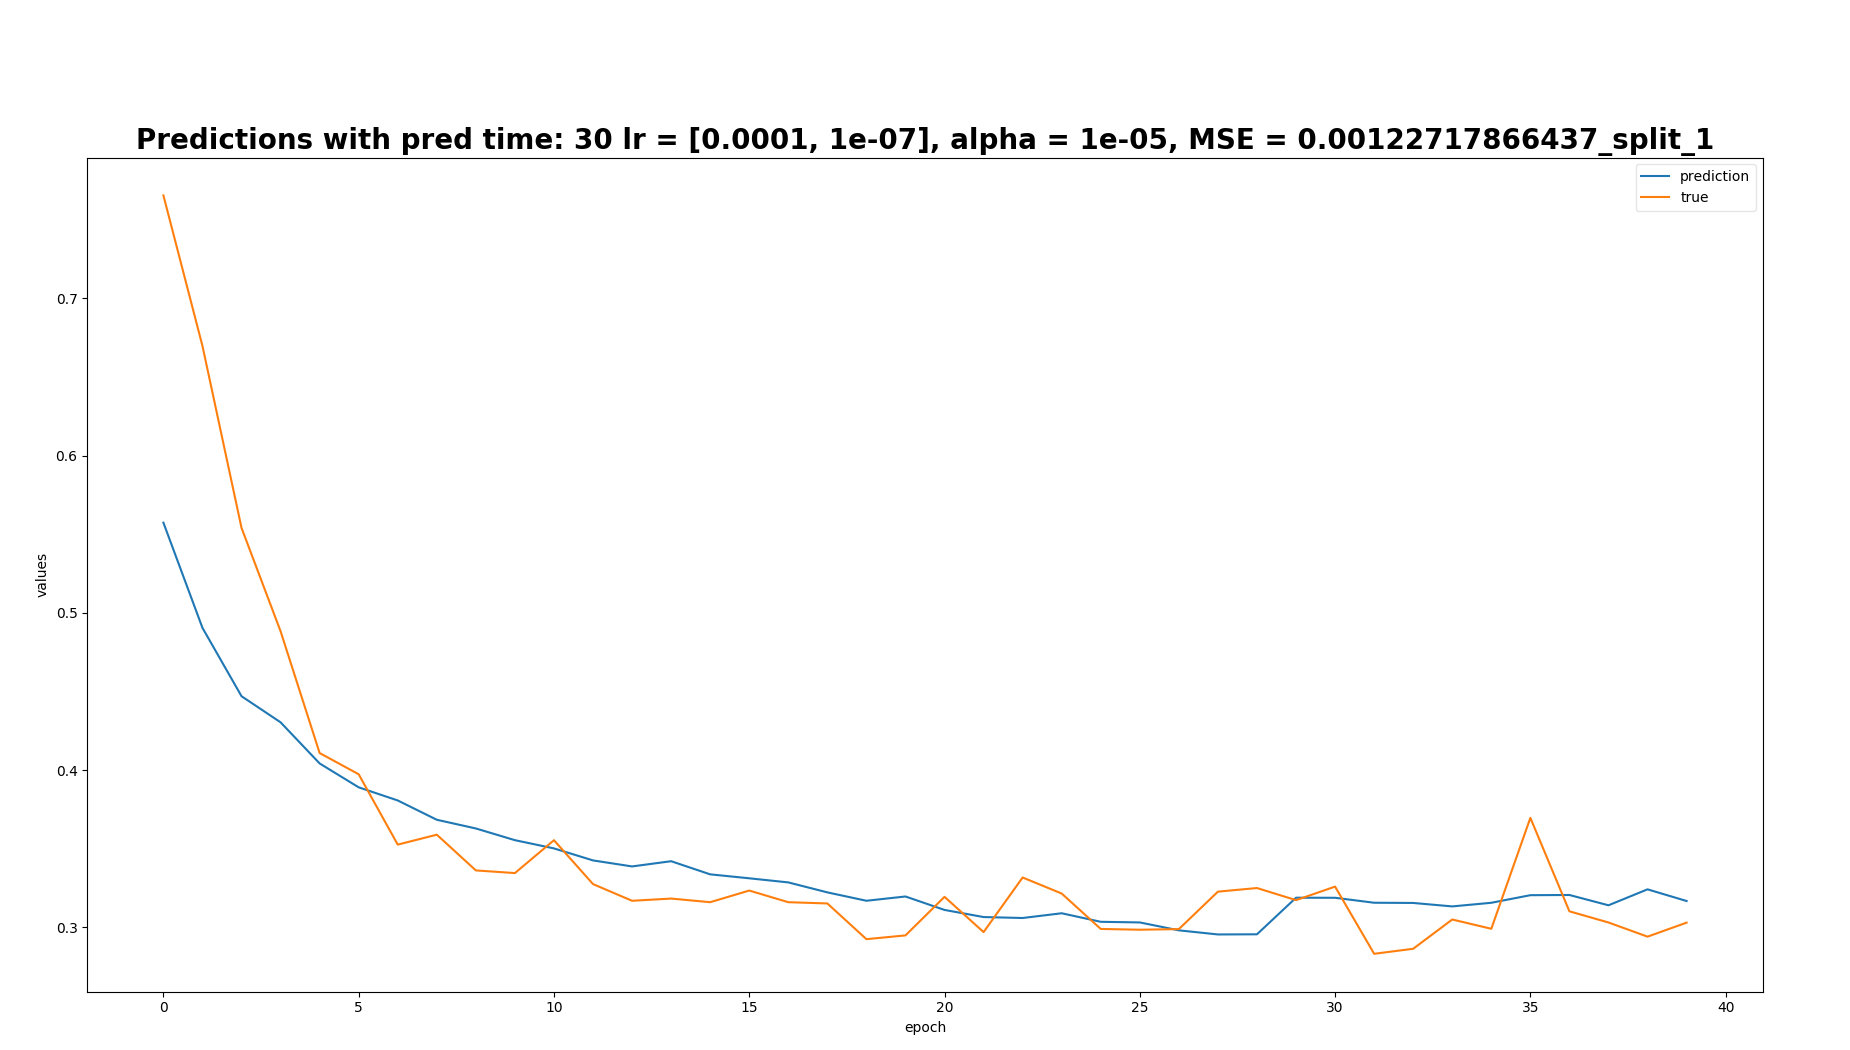 Predictions with pred time: 30 lr = [0.0001, 1e-07], alpha = 1e-05, MSE = 0.00122717866437_split_1
prediction
true
0.7
0.6
0.5
0.4
0.3
values
0 5 10 15 20 25 30 35 40
epoch